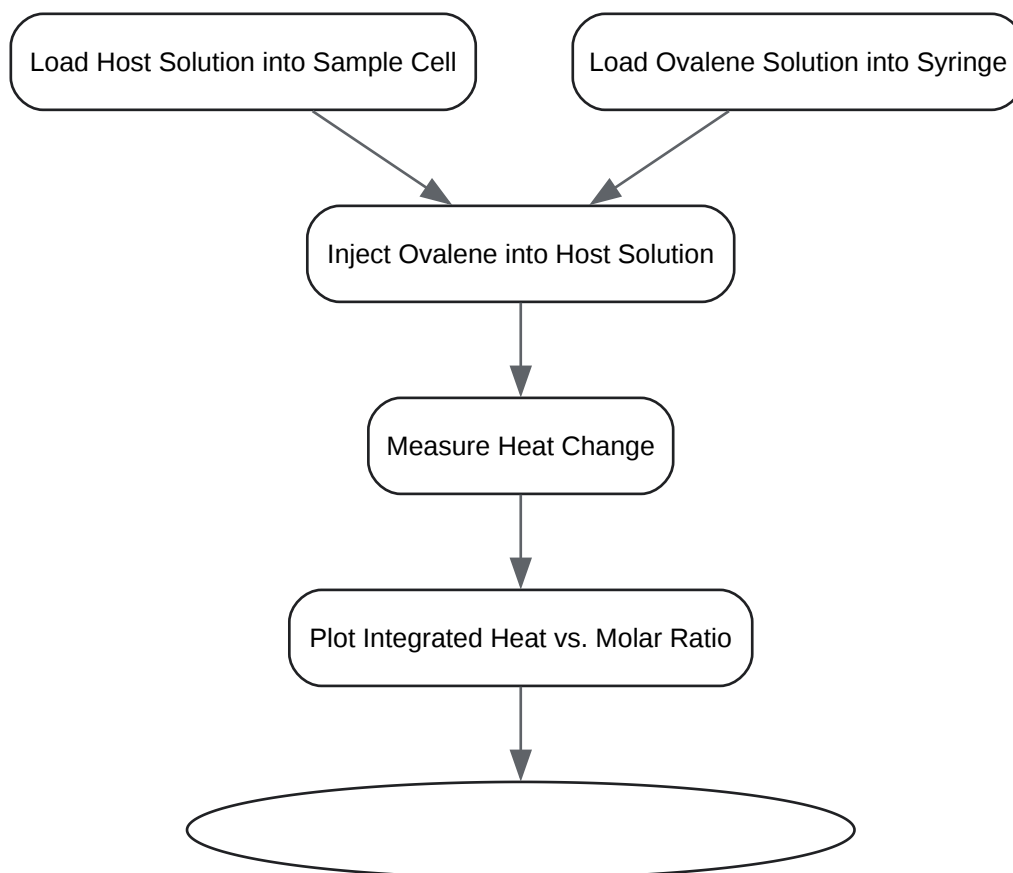 Load Host Solution into Sample Cell
Load Ovalene Solution into Syringe
Inject Ovalene into Host Solution
Measure Heat Change
Plot Integrated Heat vs. Molar Ratio